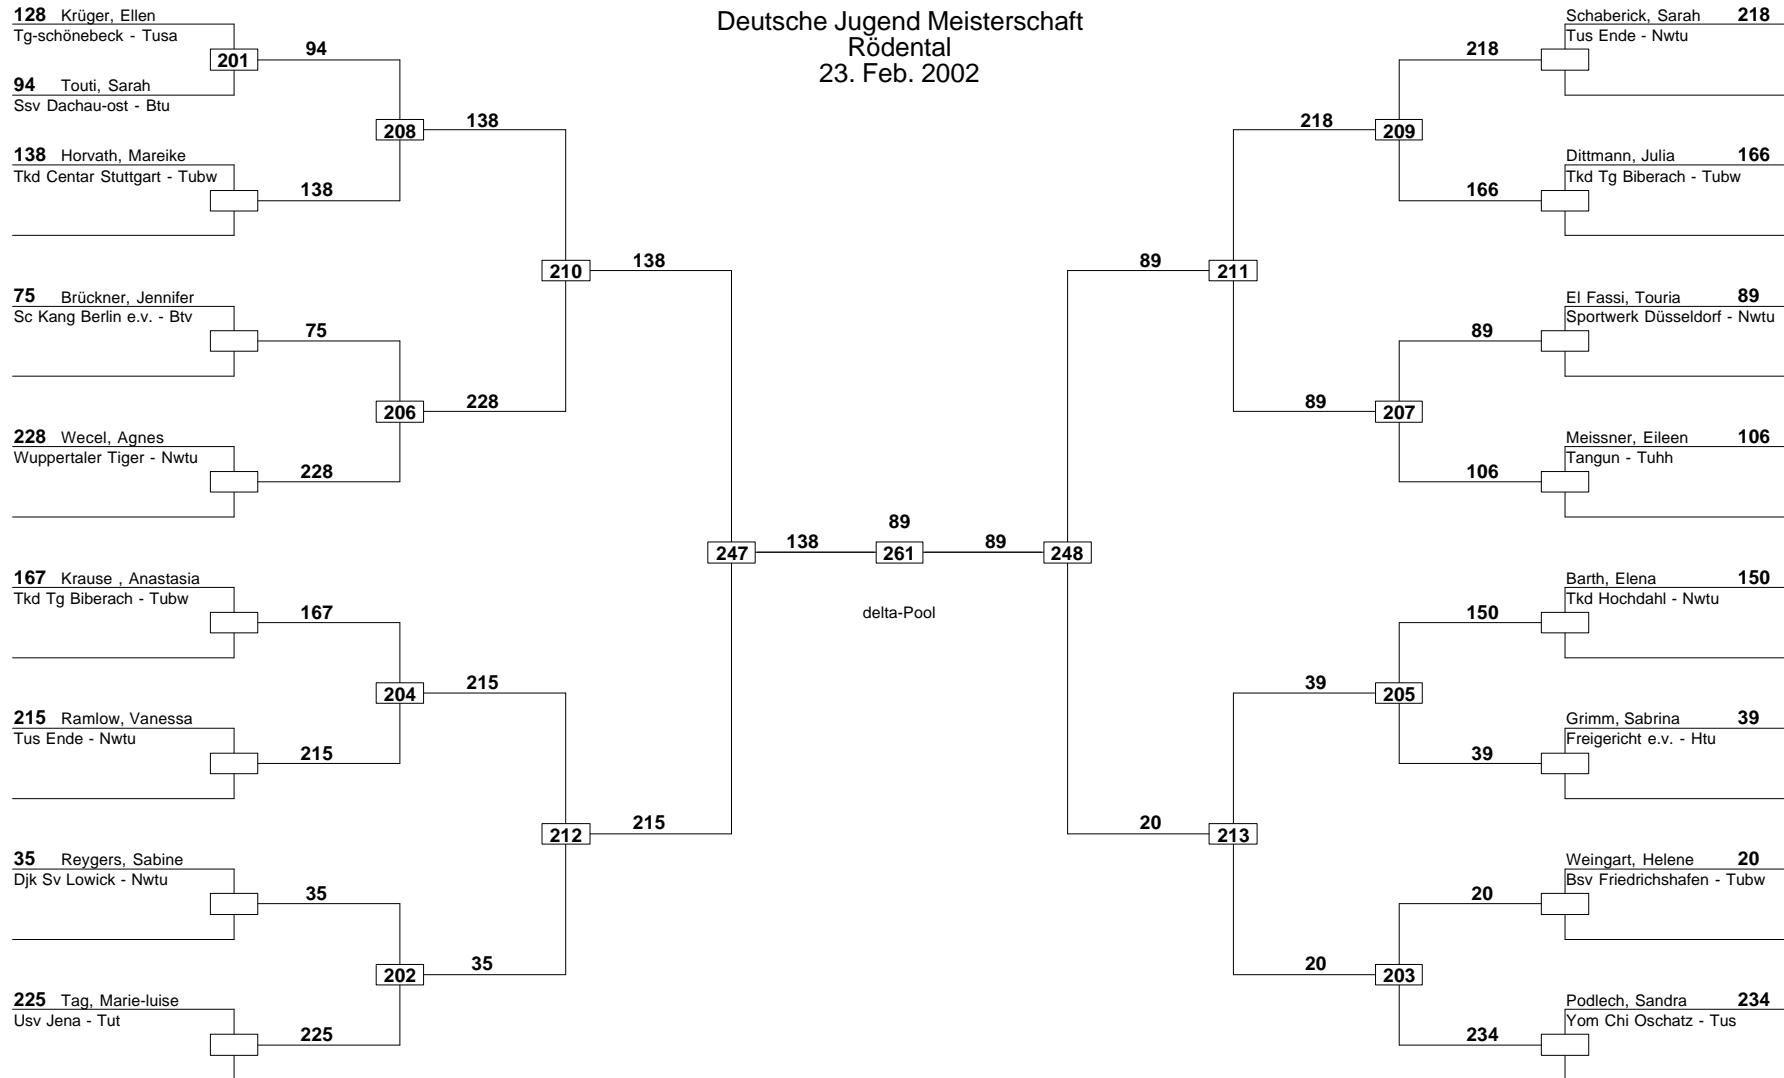 Deutsche Jugend Meisterschaft
Rödental
23. Feb. 2002
128 Krüger, Ellen
Tg-schönebeck - Tusa
201
94
94 Touti, Sarah
Ssv Dachau-ost - Btu
208
138
138 Horvath, Mareike
Tkd Centar Stuttgart - Tubw
138
210
138
75 Brückner, Jennifer
Sc Kang Berlin e.v. - Btv
75
206
228
228 Wecel, Agnes
Wuppertaler Tiger - Nwtu
228
247
138
89
261
89
248
delta-Pool
167 Krause , Anastasia
Tkd Tg Biberach - Tubw
167
204
215
215 Ramlow, Vanessa
Tus Ende - Nwtu
215
212
215
35 Reygers, Sabine
Djk Sv Lowick - Nwtu
35
202
35
225 Tag, Marie-luise
Usv Jena - Tut
225
Schaberick, Sarah 218
Tus Ende - Nwtu
218
218
209
Dittmann, Julia 166
Tkd Tg Biberach - Tubw
166
89
211
El Fassi, Touria 89
Sportwerk Düsseldorf - Nwtu
89
89
207
Meissner, Eileen 106
Tangun - Tuhh
106
Barth, Elena 150
Tkd Hochdahl - Nwtu
150
39
205
Grimm, Sabrina 39
Freigericht e.v. - Htu
39
20
213
Weingart, Helene 20
Bsv Friedrichshafen - Tubw
20
20
203
Podlech, Sandra 234
Yom Chi Oschatz - Tus
234